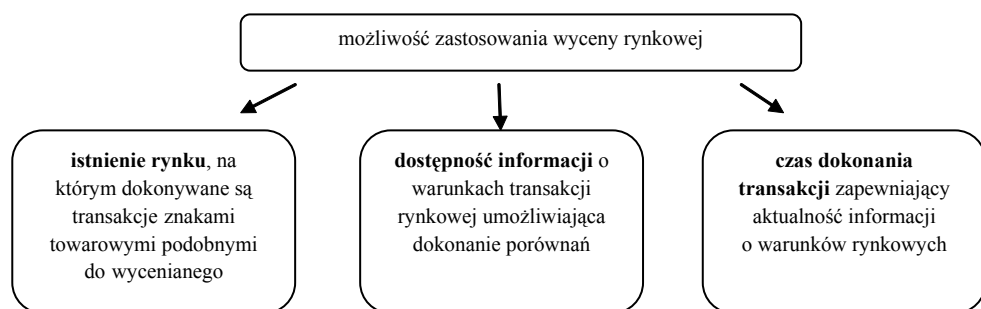 możliwość zastosowania wyceny rynkowej
istnienie rynku, na
którym dokonywane są
transakcje znakami
towarowymi podobnymi
do wycenianego
dostępność informacji o
warunkach transakcji
rynkowej umożliwiająca
dokonanie porównań
czas dokonania
transakcji zapewniający
aktualność informacji
o warunków rynkowych